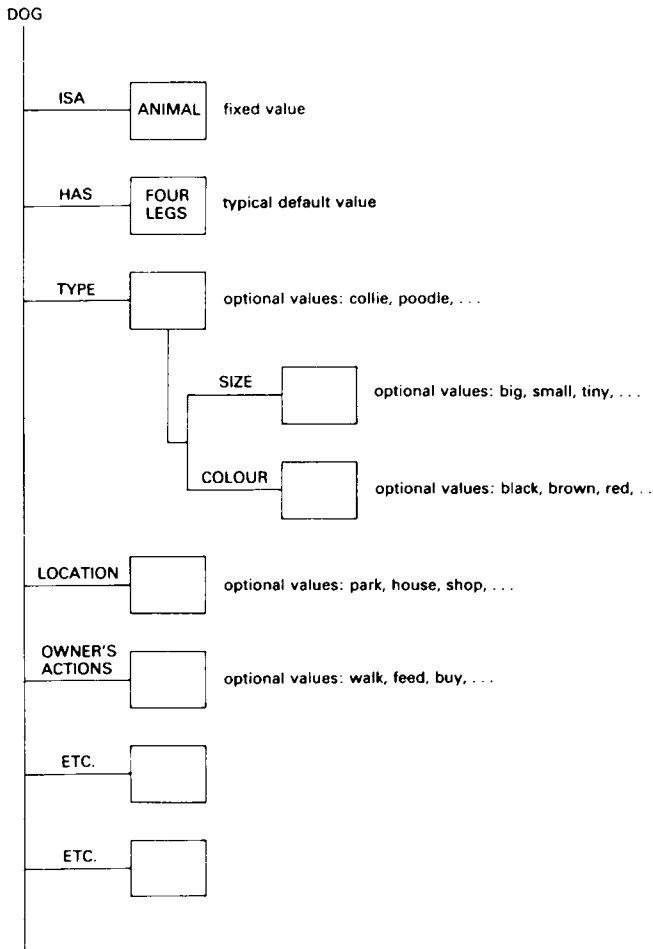 DOG
ISA
ANIMAL
fixed value
HAS
FOUR
LEGS
typical default value
TYPE
optional values: collie, poodle, . . .
SIZE
optional values: big, small, tiny, . . .
COLOUR
optional values: black, brown, red, . .
LOCATION
optional values: park, house, shop, . . .
OWNER'S
ACTIONS
optional values: walk, feed, buy, . . .
ETC.
ETC.